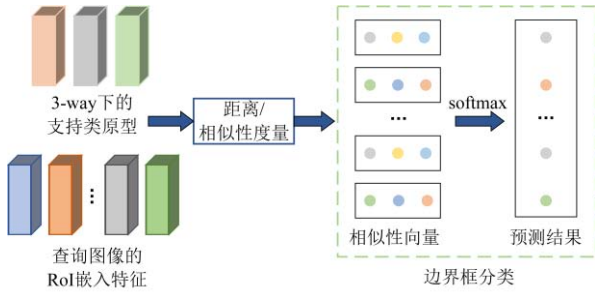 3-way下的
支持类原型
距离/
相似性度量
查询图像的
RoI嵌入特征
softmax
相似性向量
预测结果
边界框分类